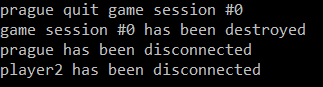 prague quit game session #0
game session #0 has been destroyed
prague has been disconnected
player2 has been disconnected